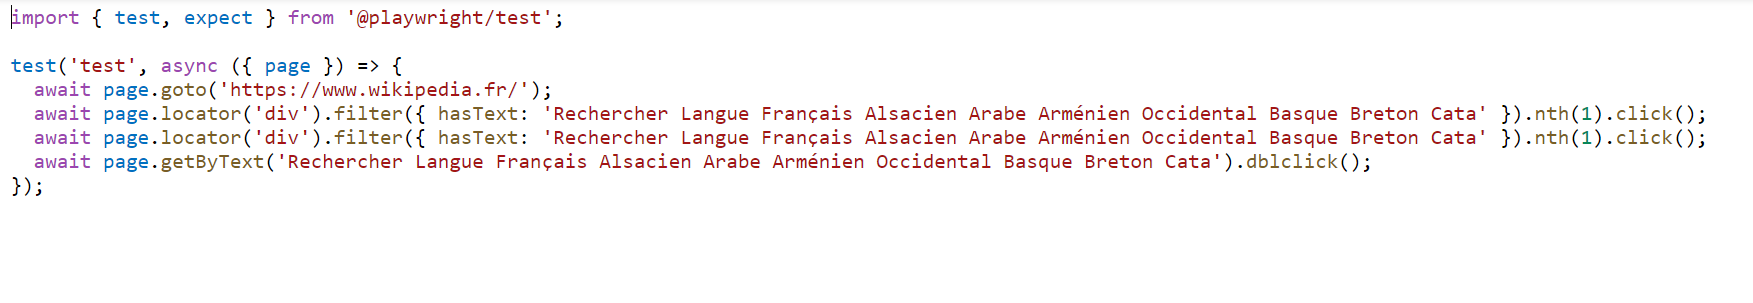 import { test, expect } from '@playwright/test';
test('test', async ({ page }) => {
  await page.goto('https://www.wikipedia.fr/');
  await page.locator('div').filter({ hasText: 'Rechercher Langue Français Alsacien Arabe Arménien Occidental Basque Breton Cata' }).nth(1).click();
  await page.locator('div').filter({ hasText: 'Rechercher Langue Français Alsacien Arabe Arménien Occidental Basque Breton Cata' }).nth(1).click();
  await page.getByText('Rechercher Langue Français Alsacien Arabe Arménien Occidental Basque Breton Cata').dblclick();
});